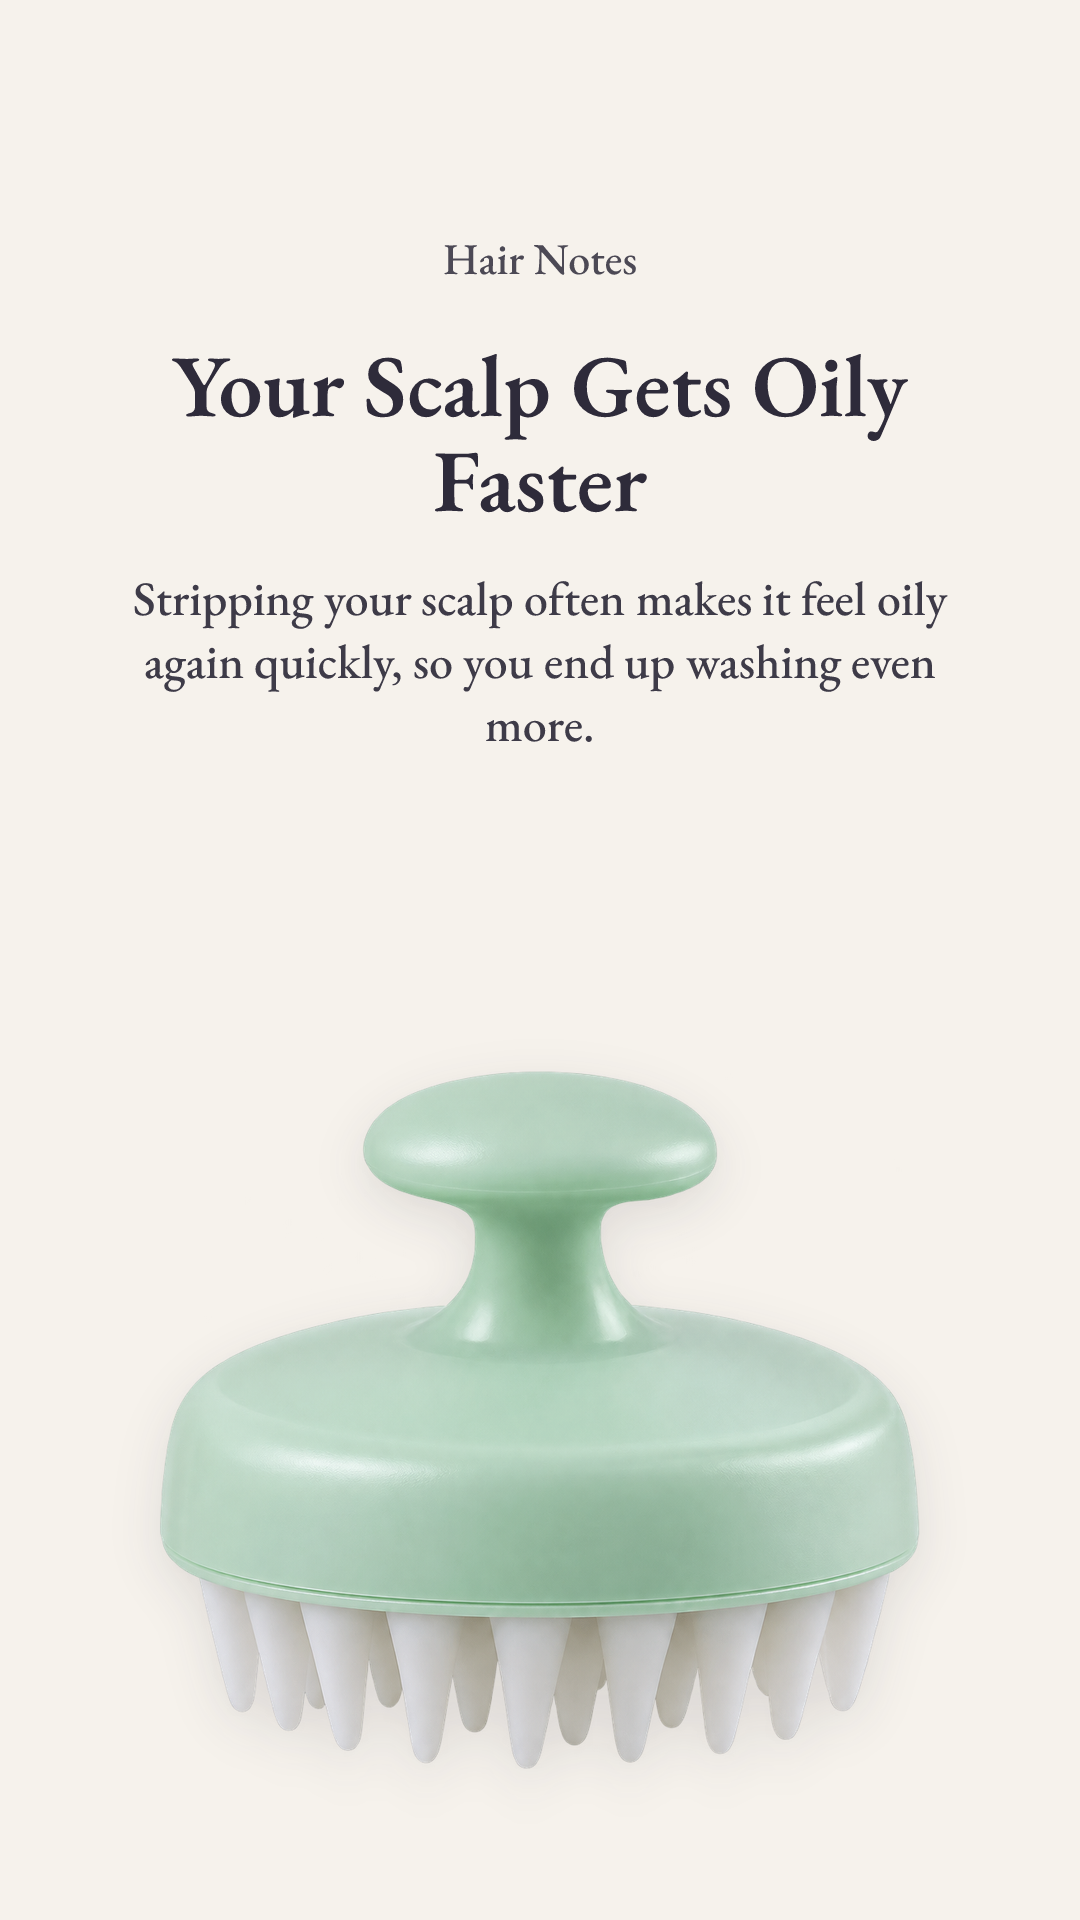 Hair Notes
Your Scalp Gets Oily
Faster
Stripping your scalp often makes it feel oily
again quickly, so you end up washing even
more.